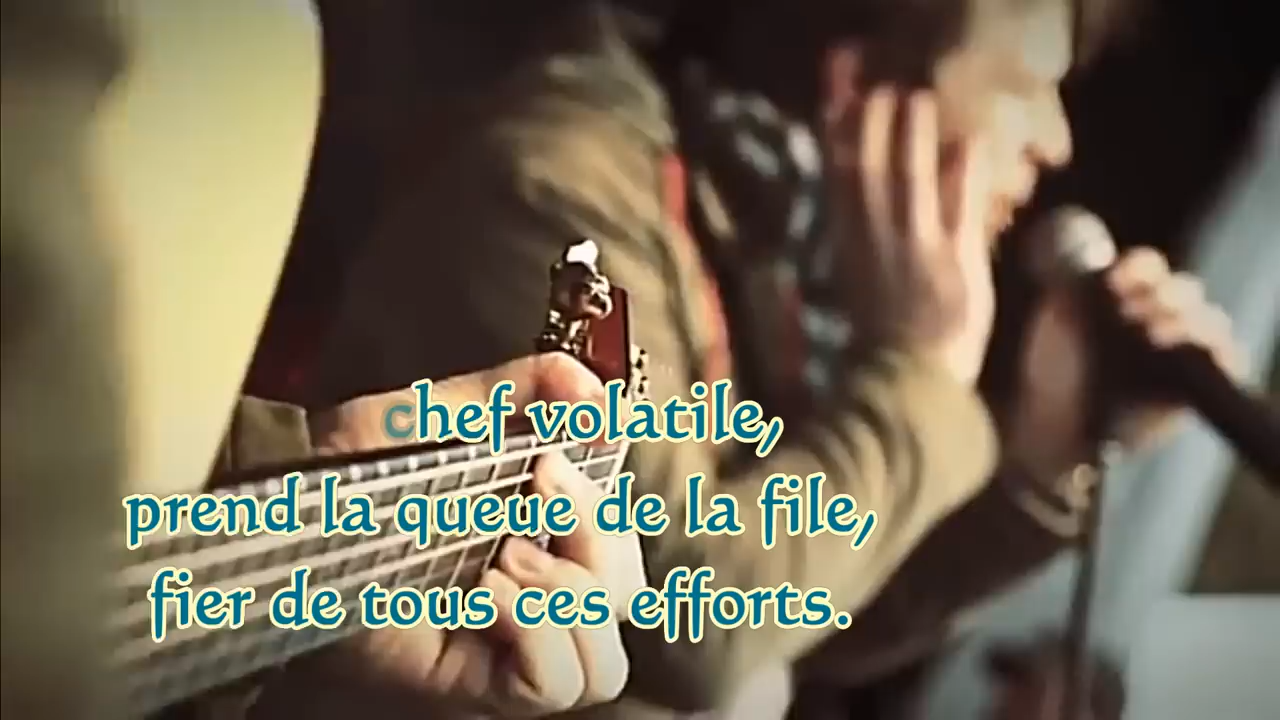 chef volatile,
prend la queue de la file,
fier de tous ces efforts.